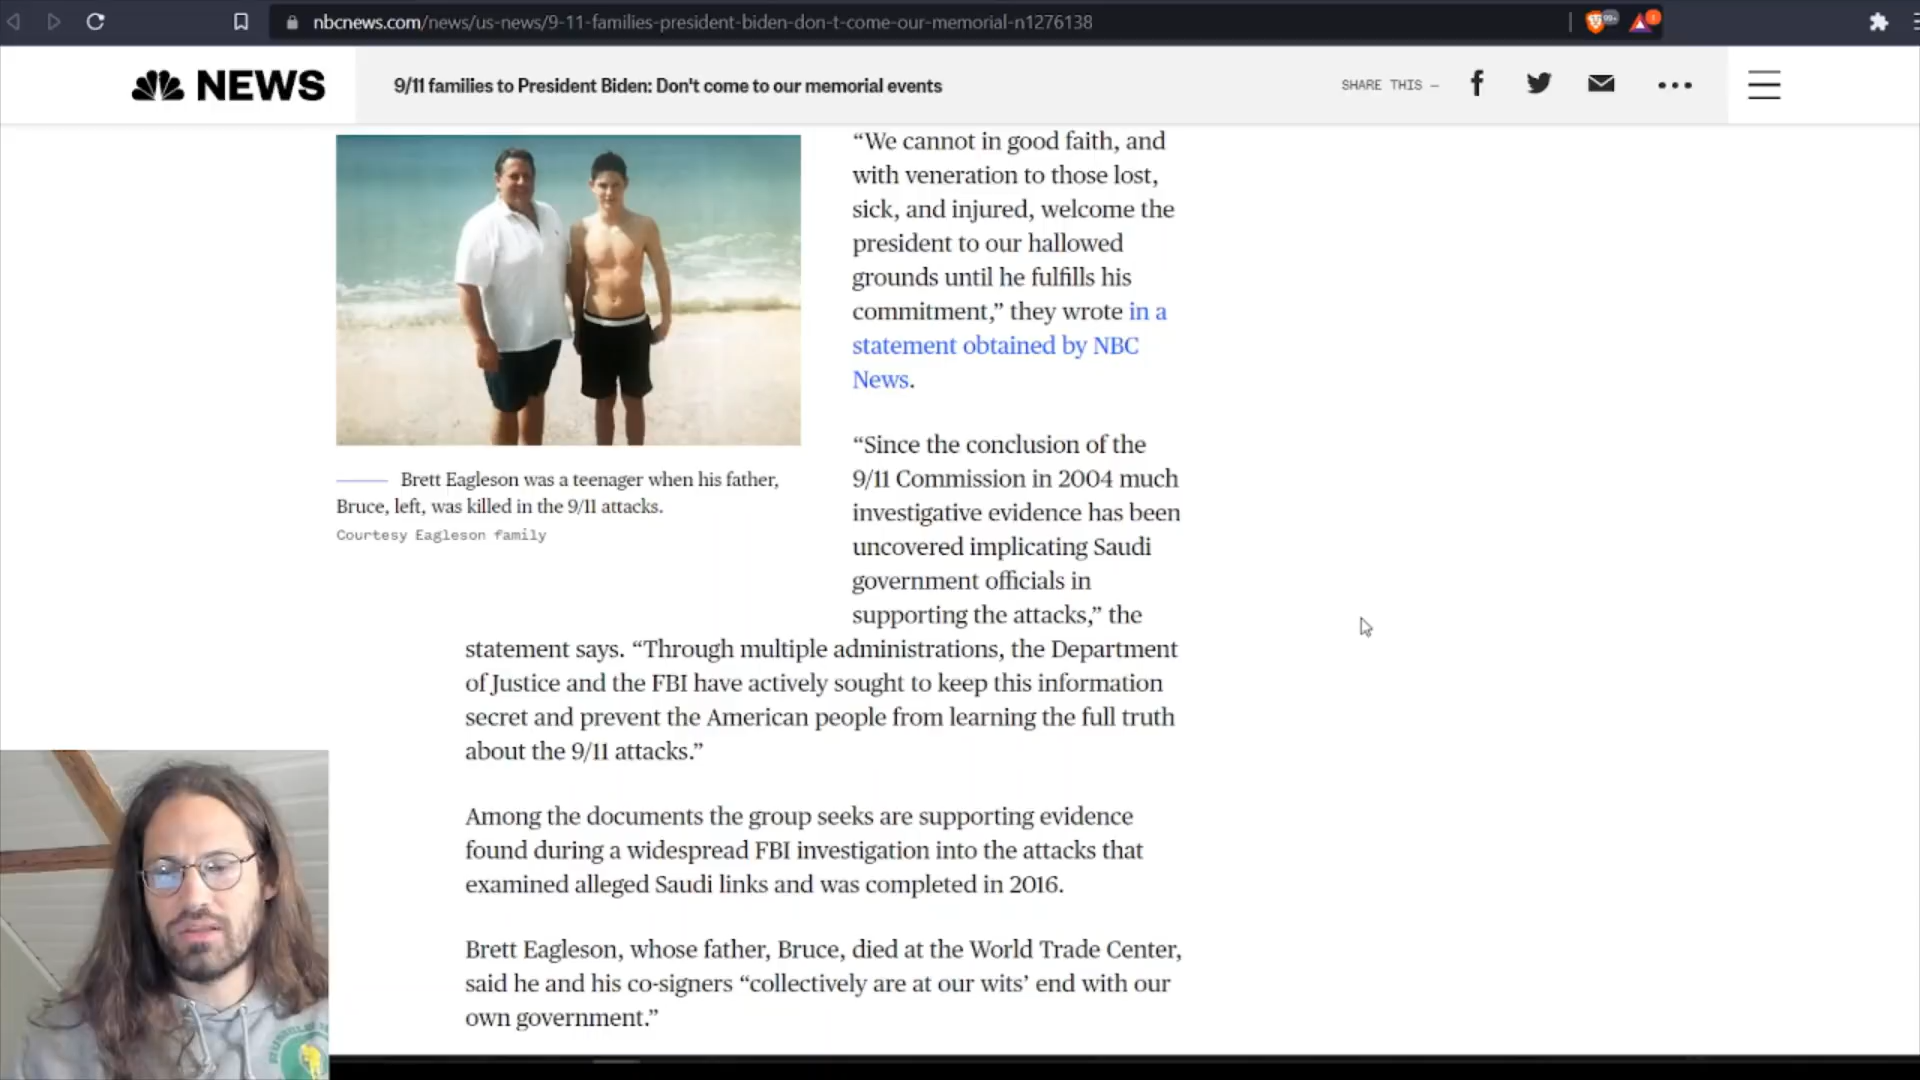 nbcnews.com/news/us-news/9-11-families-president-biden-don-t-come-our-memorial-n1276138
99+
1
NEWS
9/11 families to President Biden: Don't come to our memorial events
SHARE THIS —
“We cannot in good faith, and
with veneration to those lost,
sick, and injured, welcome the
president to our hallowed
grounds until he fulfills his
commitment,” they wrote in a
statement obtained by NBC
News.
Brett Eagleson was a teenager when his father,
Bruce, left, was killed in the 9/11 attacks.
Courtesy Eagleson family
“Since the conclusion of the
9/11 Commission in 2004 much
investigative evidence has been
uncovered implicating Saudi
government officials in
supporting the attacks,” the
statement says. “Through multiple administrations, the Department
of Justice and the FBI have actively sought to keep this information
secret and prevent the American people from learning the full truth
about the 9/11 attacks.”
Among the documents the group seeks are supporting evidence
found during a widespread FBI investigation into the attacks that
examined alleged Saudi links and was completed in 2016.
Brett Eagleson, whose father, Bruce, died at the World Trade Center,
said he and his co-signers “collectively are at our wits’ end with our
own government.”